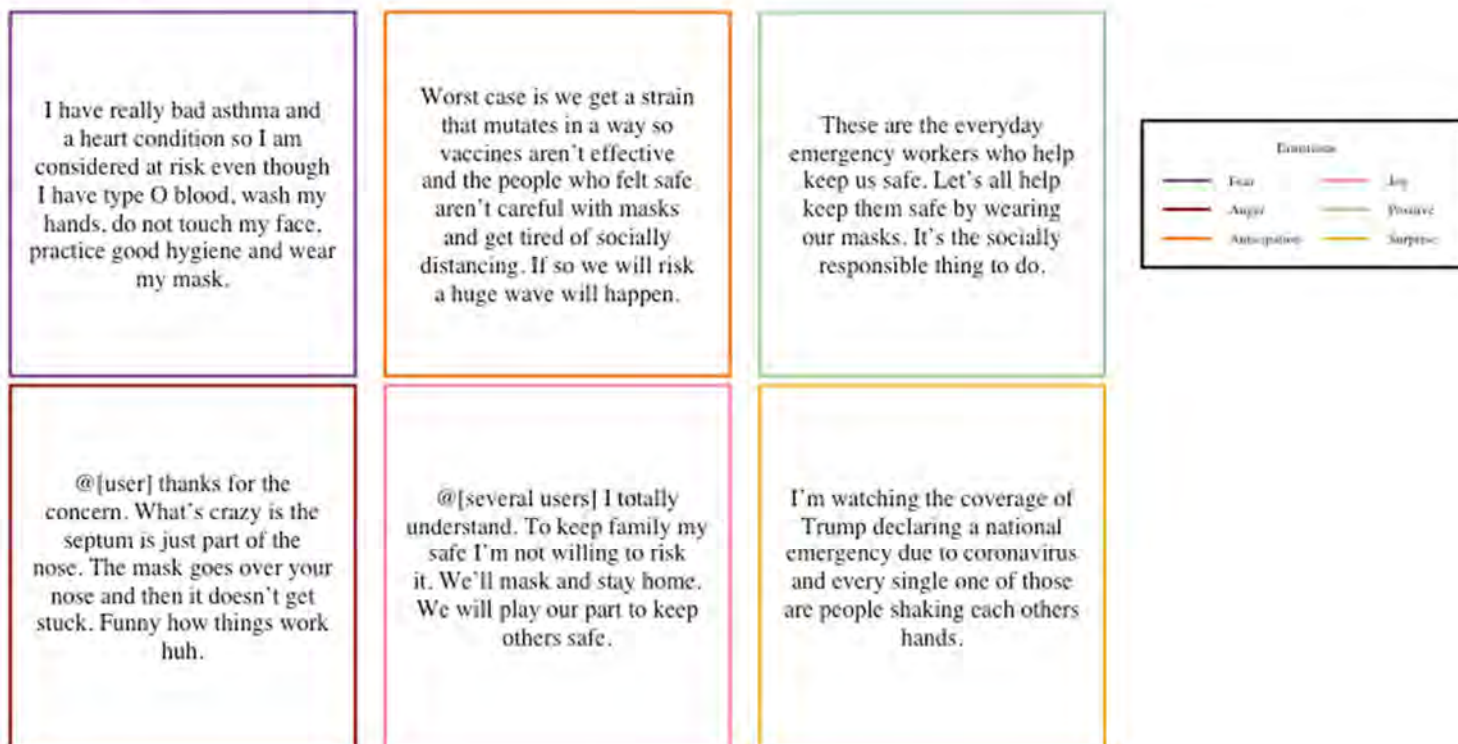 I have really bad asthma and
a heart condition so I am
considered at risk even though
I have type O blood, wash my
hands, do not touch my face,
practice good hygiene and wear
my mask.
Worst case is we get a strain
that mutates in a way so
vaccines aren't effective
and the people who felt safe
aren't careful with masks
and get tired of socially
distancing. If so we will risk
a huge wave will happen.
These are the everyday
emergency workers who help
keep us safe. Let's all help
keep them safe by wearing
our masks. It's the socially
responsible thing to do.
Emotions
Fear
Joy
Anger
Positive
Anticipation
Surprise
@[user] thanks for the
concern. What's crazy is the
septum is just part of the
nose. The mask goes over your
nose and then it doesn't get
stuck. Funny how things work
huh.
@[several users] I totally
understand. To keep family my
safe I'm not willing to risk
it. We'll mask and stay home.
We will play our part to keep
others safe.
I'm watching the coverage of
Trump declaring a national
emergency due to coronavirus
and every single one of those
are people shaking each others
hands.